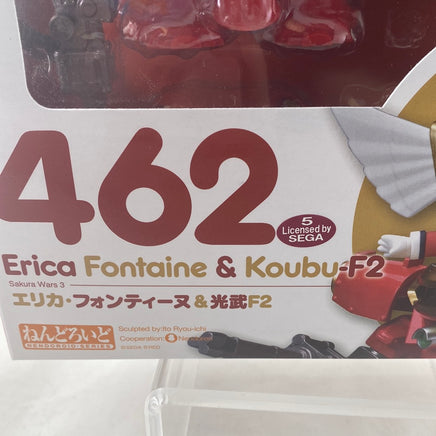 462
5
Licensed by
SEGA
Erica Fontaine & Koubu-F2
Sakura Wars 3
エリカ・フォンティーヌ&光武F2
ねんどろいど
NENDOROID SERIES
Sculpted by:Ito Ryou-ichi
Cooperation:
©SEGA ©RED